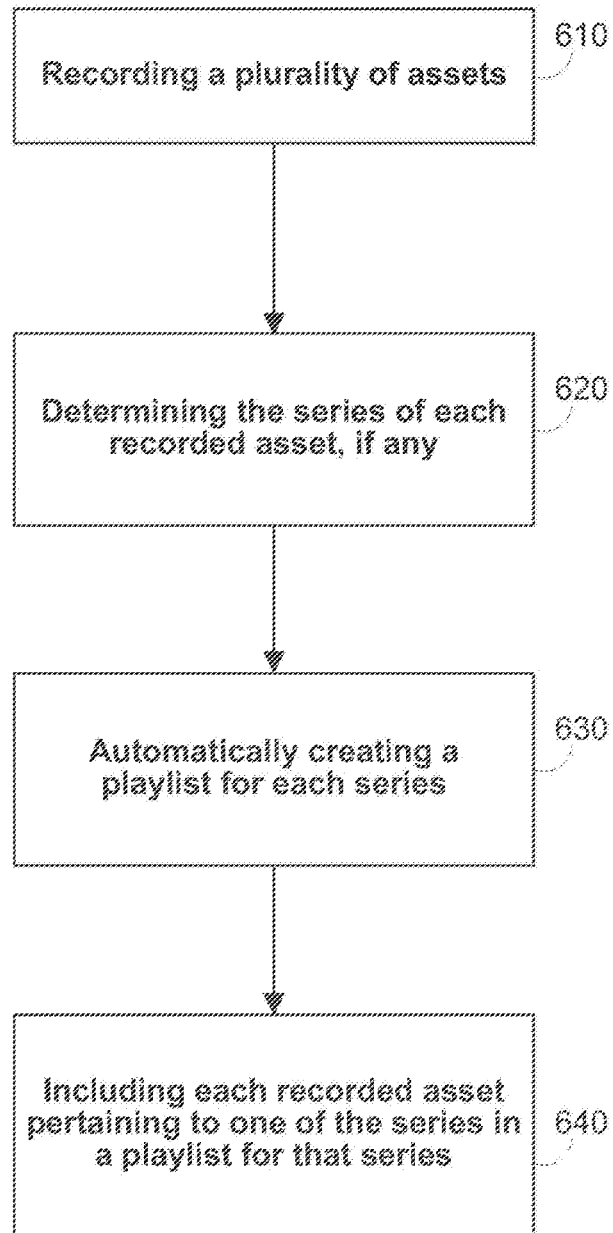 610
Recording a plurality of assets
620
Determining the series of each
recorded asset, if any
630
Automatically creating a
playlist for each series
Including each recorded asset
pertaining to one of the series in
640
a playlist for that series